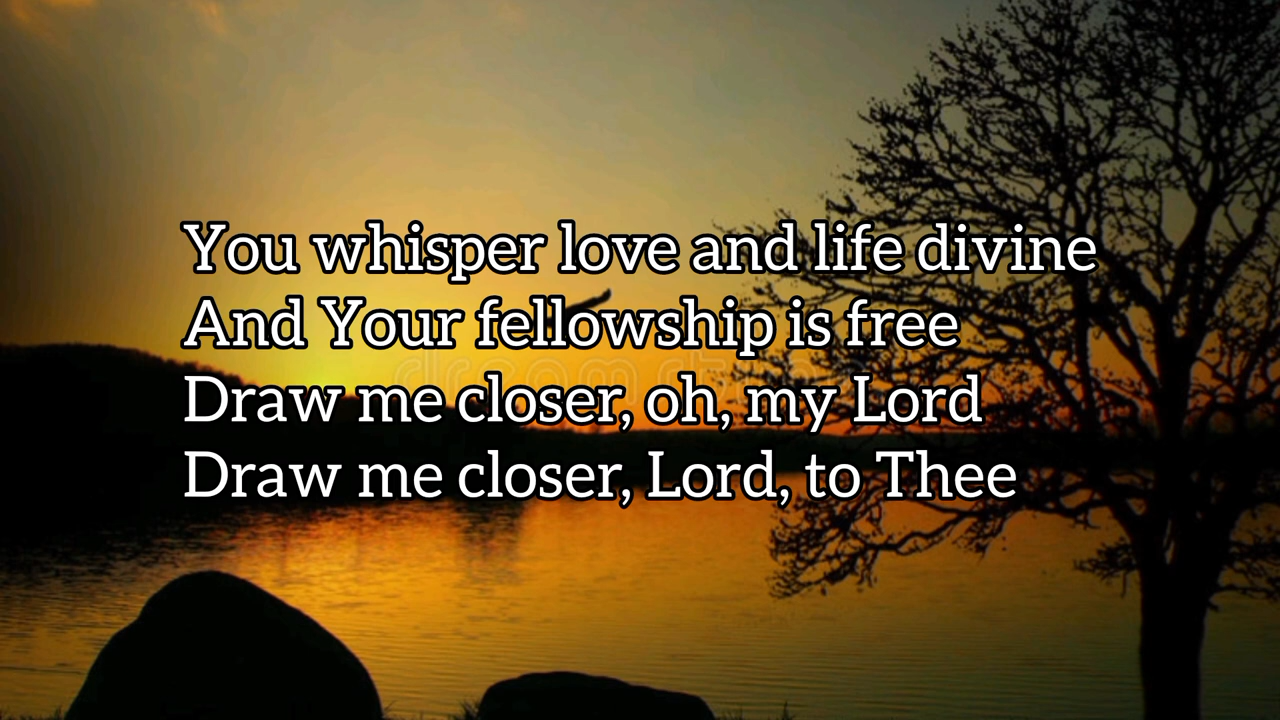 You whisper love and life divine
And Your fellowship is free
Draw me closer, oh, my Lord
Draw me closer, Lord, to Thee